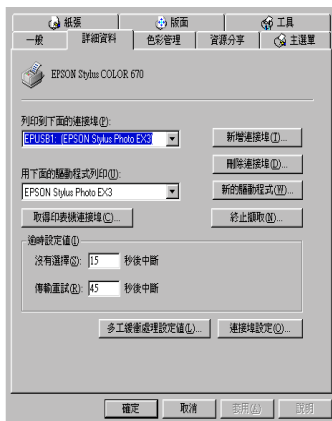 紙張 版面 工具
一般 詳細資料 色彩管理 資源分享 主選單
EPSON Stylus COLOR 670
列印到下面的連接埠(P):
EPUSB1: (EPSON Stylus Photo EX3)
新增連接埠(T)...
刪除連接埠(D)...
用下面的驅動程式列印(U):
EPSON Stylus Photo EX3
新的驅動程式(W)...
取得印表機連接埠(C)...
終止擷取(N)...
逾時設定值(I)
沒有選擇(S): 15 秒後中斷
傳輸重試(R): 45 秒後中斷
多工緩衝處理設定值(L)...
連接埠設定(O)...
確定 取消 套用(A) 說明